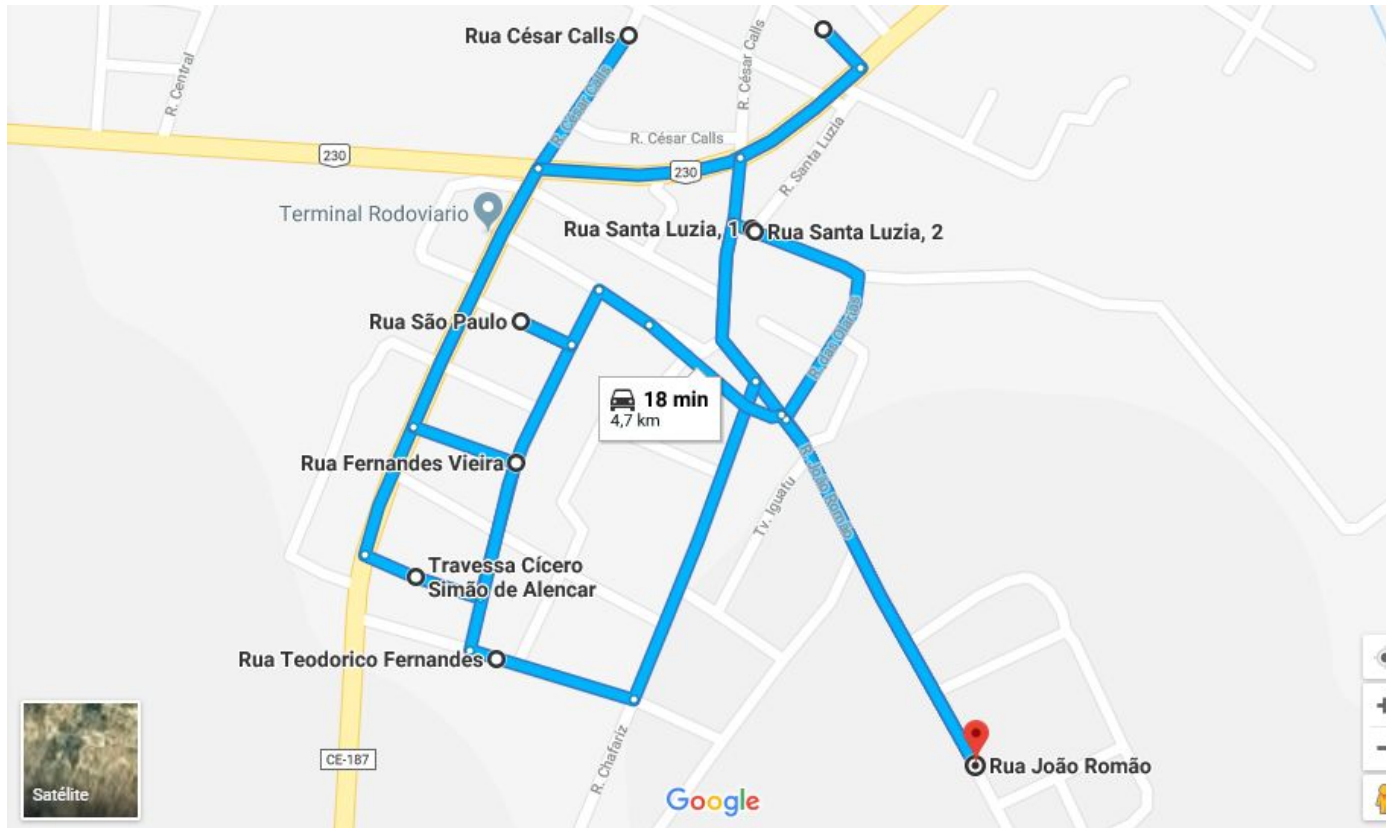 Rua César Calls
R. César Calls
R. Central
R. César Calls
R. César Calls
230
230
R. Santa Luzia
Terminal Rodoviario
Rua Santa Luzia, 1
Rua Santa Luzia, 2
Rua São Paulo
R. das Olarias
18 min
4,7 km
Rua Fernandes Vieira
R. João Romão
Tv. Iguatu
Travessa Cícero
Simão de Alencar
Rua Teodorico Fernandes
CE-187
R. Chafariz
Rua João Romão
Satélite
Google